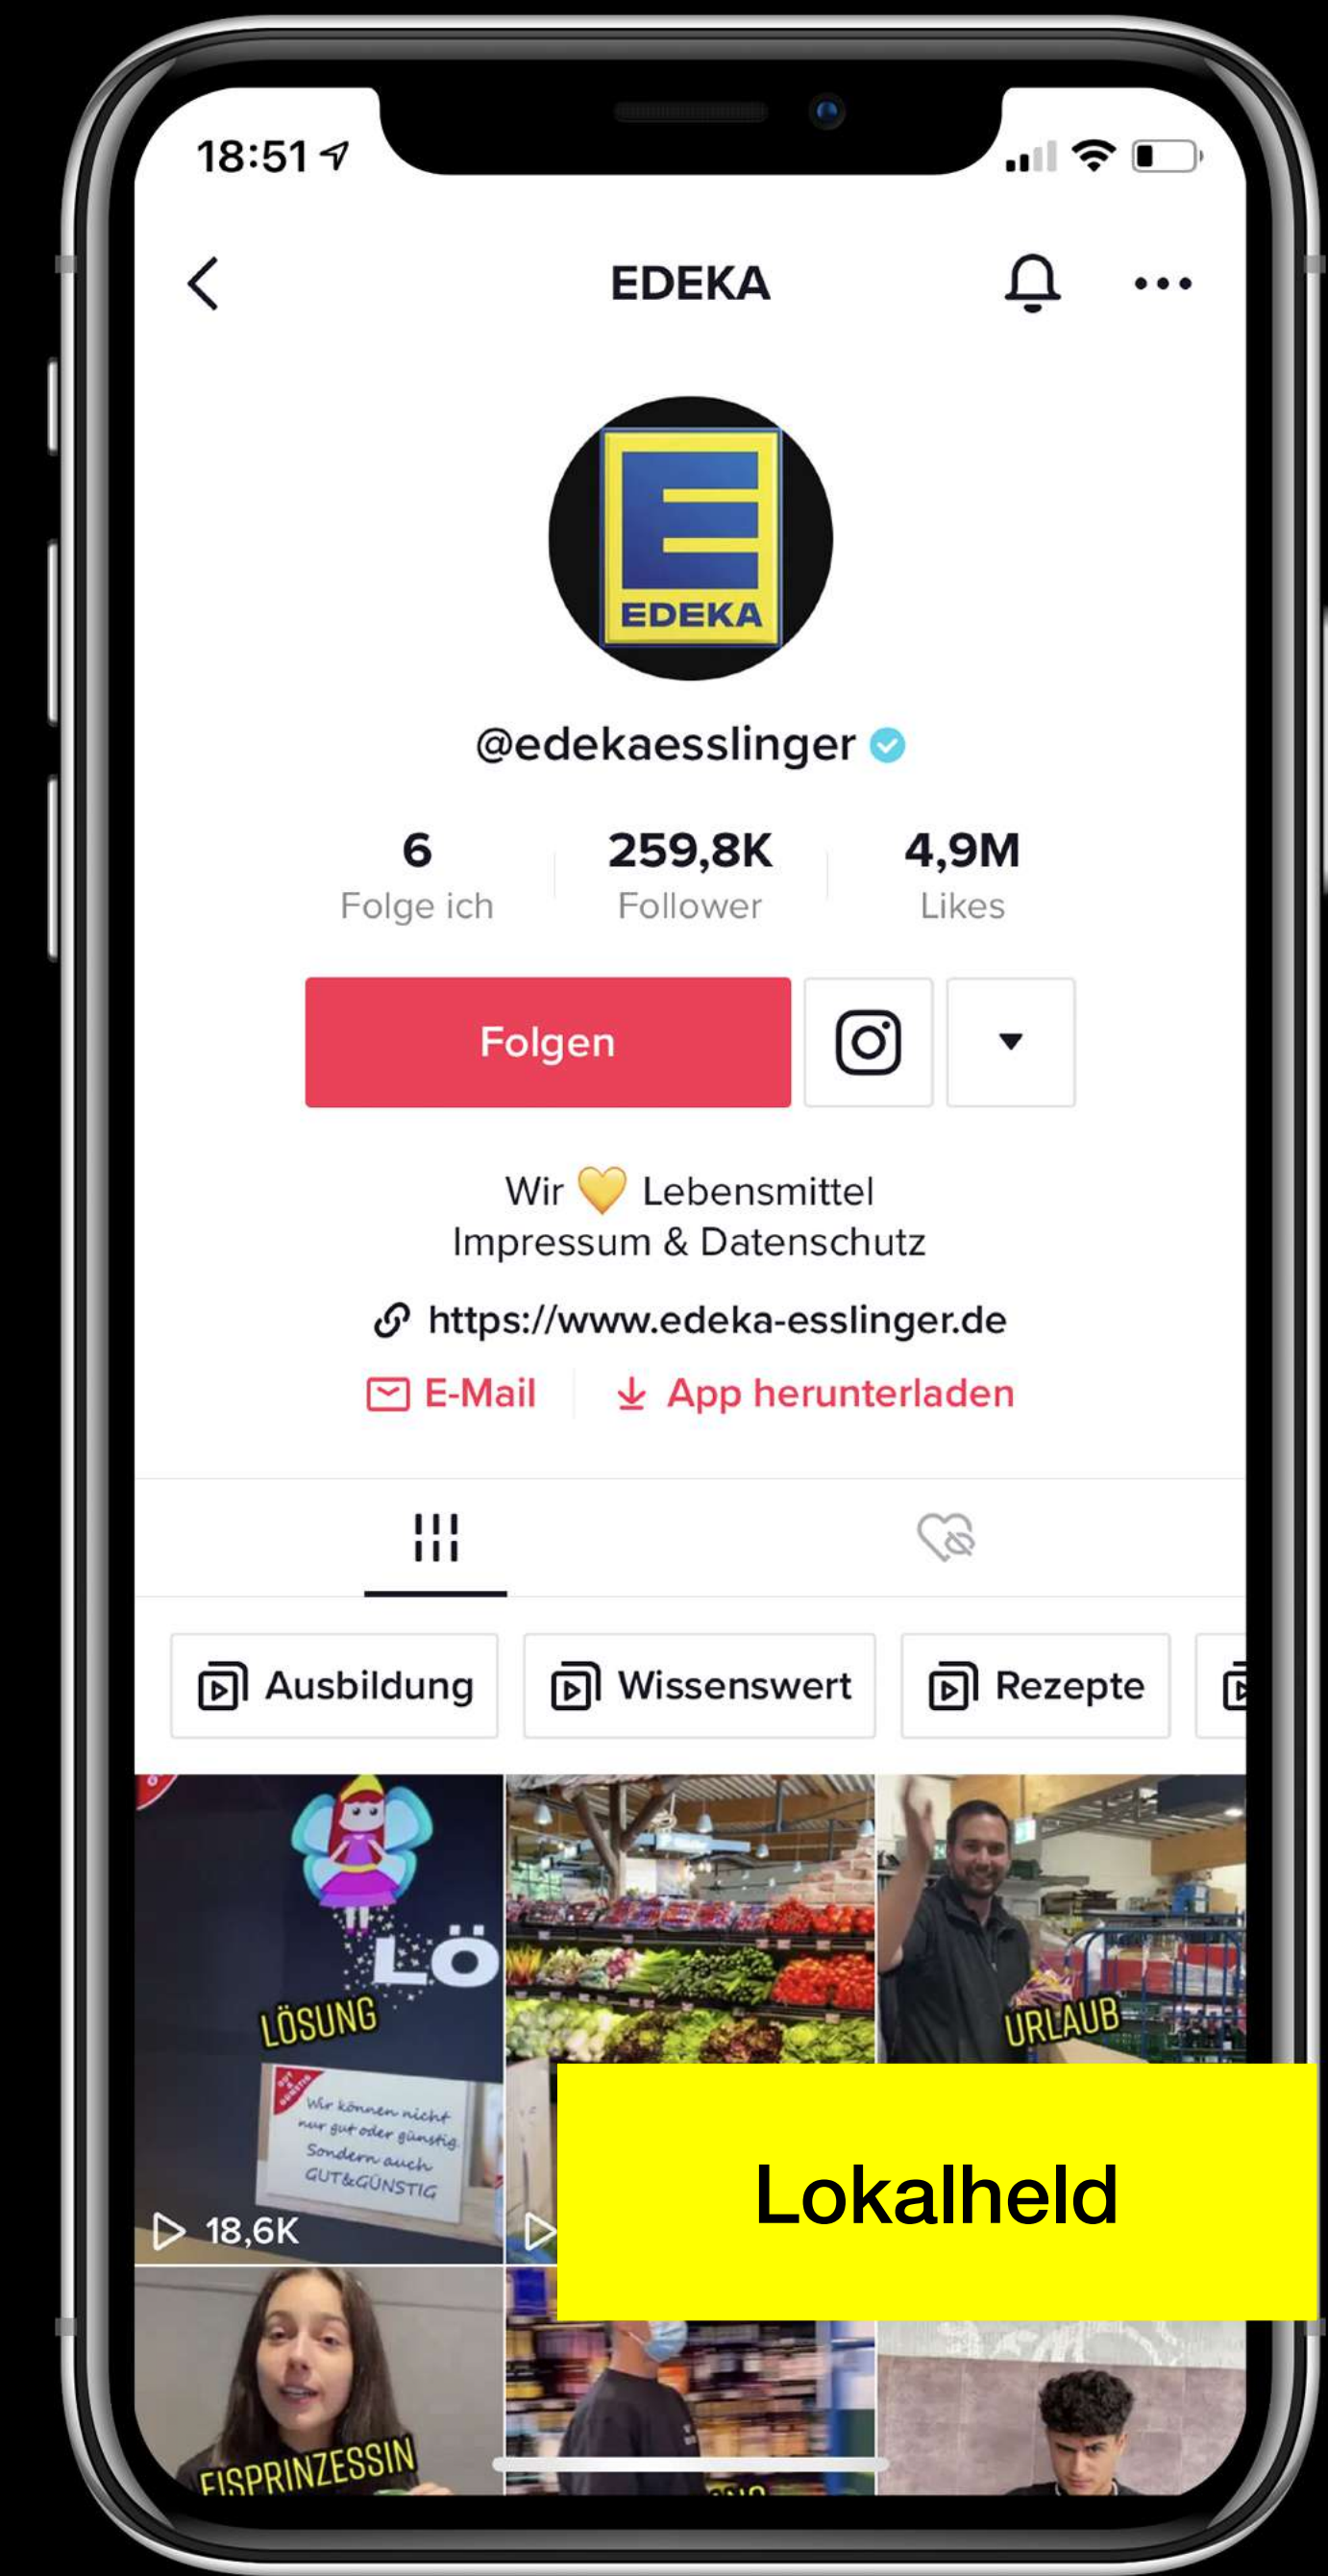 18:51
EDEKA
EDEKA
@edekaesslinger
6 259,8K 4,9M
Folge ich Follower Likes
Folgen
Wir 💛 Lebensmittel
Impressum & Datenschutz
https://www.edeka-esslinger.de
E-Mail App herunterladen
Ausbildung Wissenswert Rezepte
LÖ
LÖSUNG
URLAUB
GUT & GÜNSTIG
Wir können nicht
nur gut oder günstig.
Sondern auch
GUT&GÜNSTIG
18,6K
Lokalheld
EISPRINZESSIN